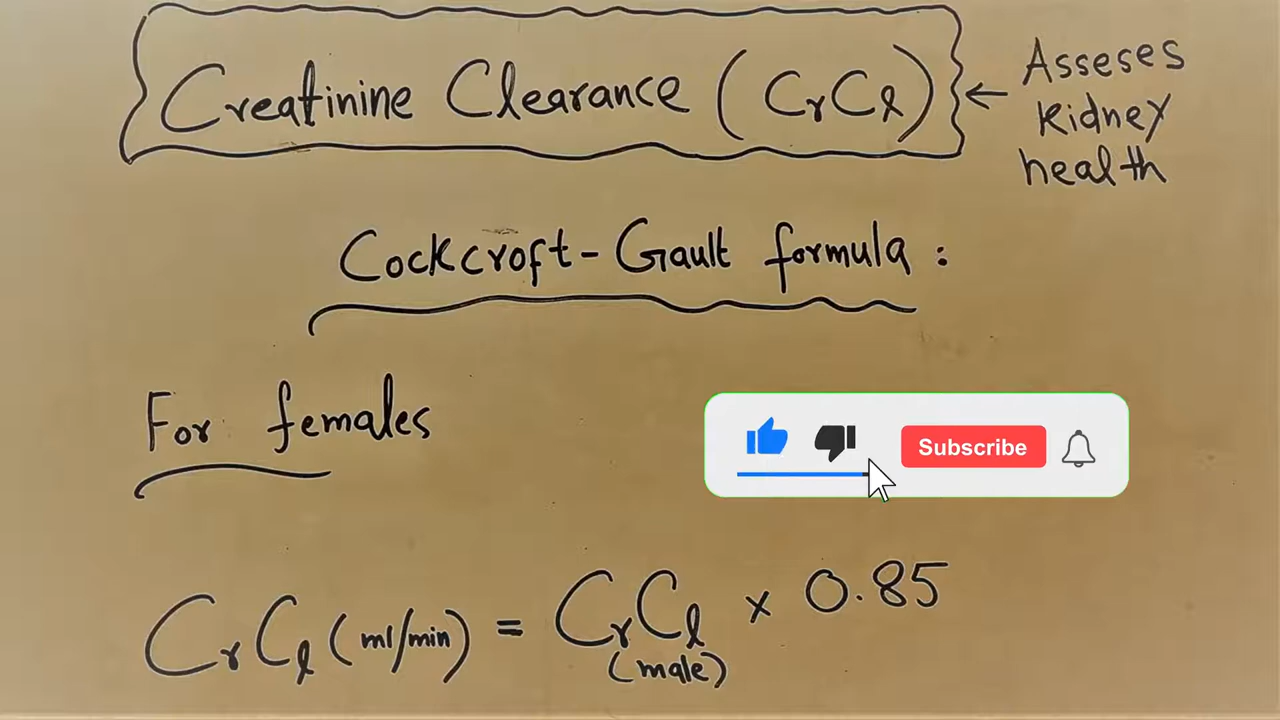 Creatinine Clearance (CrCl) ← Asseses
kidney
health
Cockcroft-Gault formula :
For females
Subscribe
CrCl (ml/min) = CrCl x 0.85
(male)